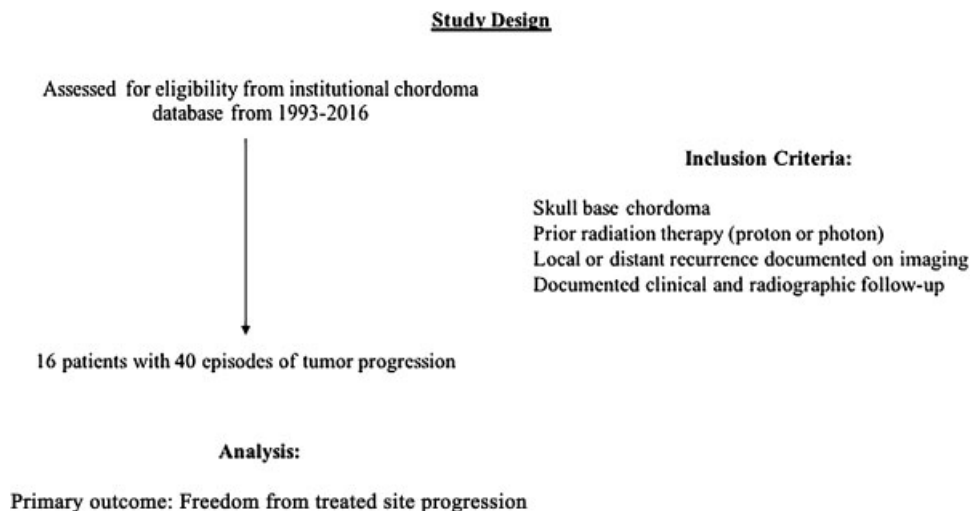 Study Design
Assessed for eligibility from institutional chordoma
database from 1993-2016
Inclusion Criteria:
Skull base chordoma
Prior radiation therapy (proton or photon)
Local or distant recurrence documented on imaging
Documented clinical and radiographic follow-up
16 patients with 40 episodes of tumor progression
Analysis:
Primary outcome: Freedom from treated site progression